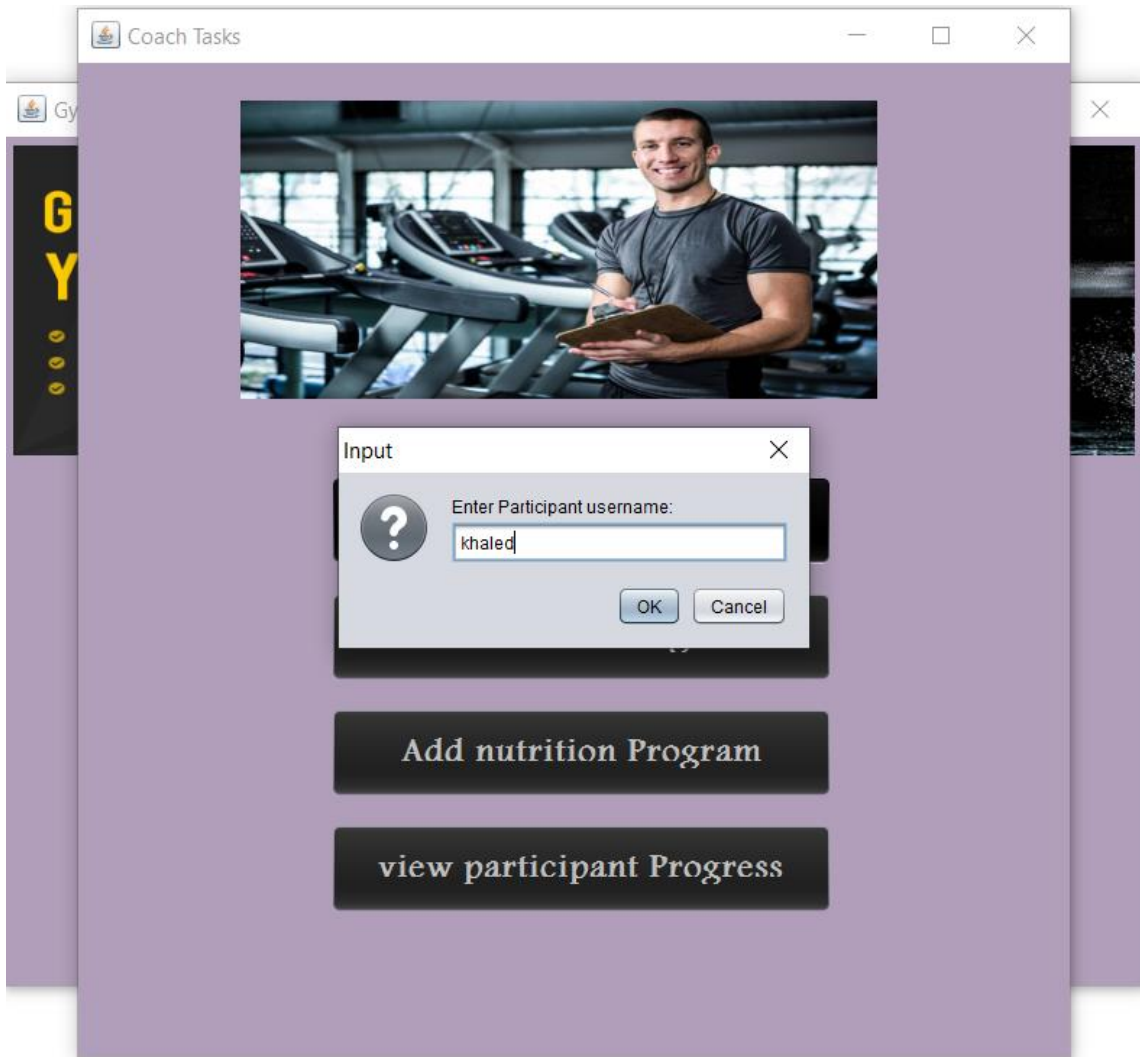 Coach Tasks
Gy
G
Y
Input
Enter Participant username:
khaled
OK Cancel
Add nutrition Program
view participant Progress